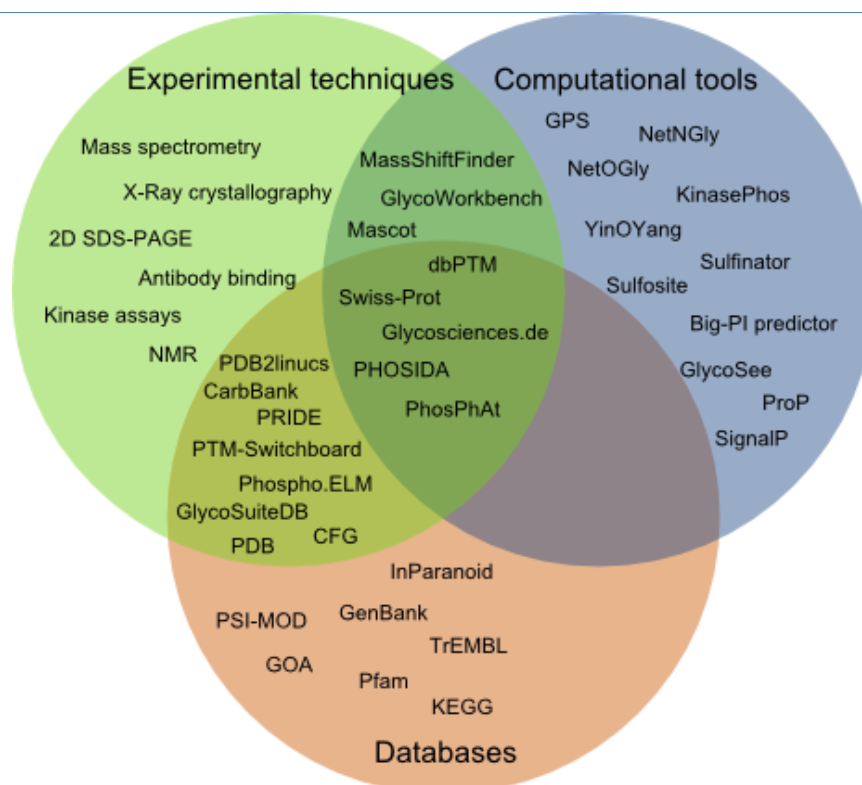 Experimental techniques
Computational tools
GPS
NetNGly
Mass spectrometry
MassShiftFinder
NetOGly
X-Ray crystallography
GlycoWorkbench
KinasePhos
2D SDS-PAGE
Mascot
YinOYang
Antibody binding
dbPTM
Sulfinator
Swiss-Prot
Sulfosite
Kinase assays
Glycosciences.de
Big-PI predictor
NMR
PDB2linucs
PHOSIDA
GlycoSee
CarbBank
PRIDE
PhosPhAt
ProP
PTM-Switchboard
SignalP
Phospho.ELM
GlycoSuiteDB
PDB
CFG
InParanoid
PSI-MOD
GenBank
TrEMBL
GOA
Pfam
KEGG
Databases